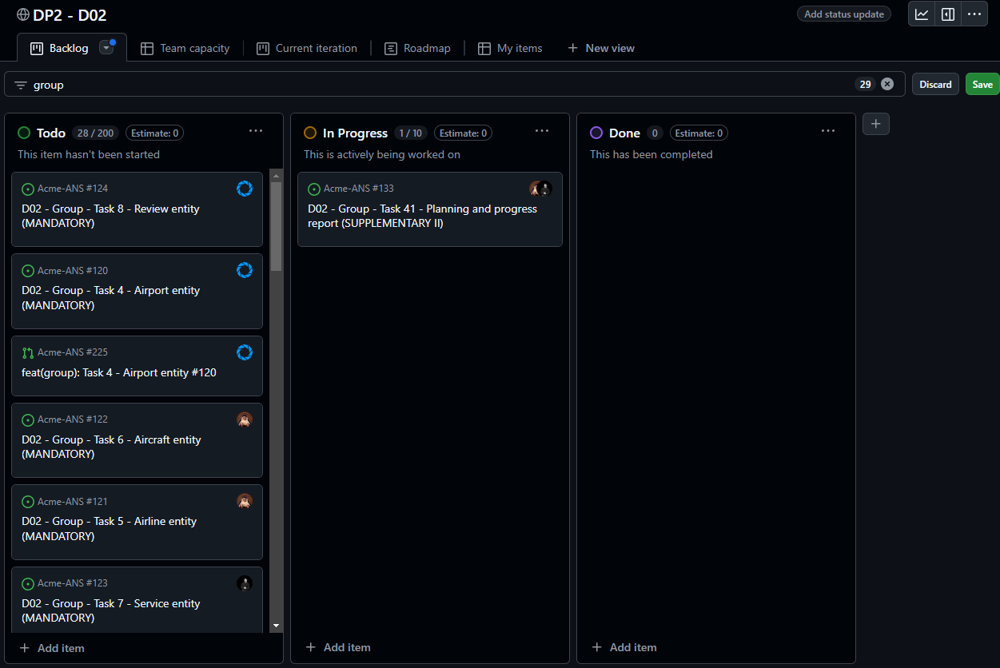 DP2 - D02
Add status update
Backlog
Team capacity
Current iteration
Roadmap
My items
New view
group
29
Discard
Save
Todo 28 / 200 Estimate: 0
This item hasn't been started
Acme-ANS #124
D02 - Group - Task 8 - Review entity
(MANDATORY)
Acme-ANS #120
D02 - Group - Task 4 - Airport entity
(MANDATORY)
Acme-ANS #225
feat(group): Task 4 - Airport entity #120
Acme-ANS #122
D02 - Group - Task 6 - Aircraft entity
(MANDATORY)
Acme-ANS #121
D02 - Group - Task 5 - Airline entity
(MANDATORY)
Acme-ANS #123
D02 - Group - Task 7 - Service entity
(MANDATORY)
Add item
In Progress 1 / 10 Estimate: 0
This is actively being worked on
Acme-ANS #133
D02 - Group - Task 41 - Planning and progress
report (SUPPLEMENTARY II)
Add item
Done 0 Estimate: 0
This has been completed
Add item